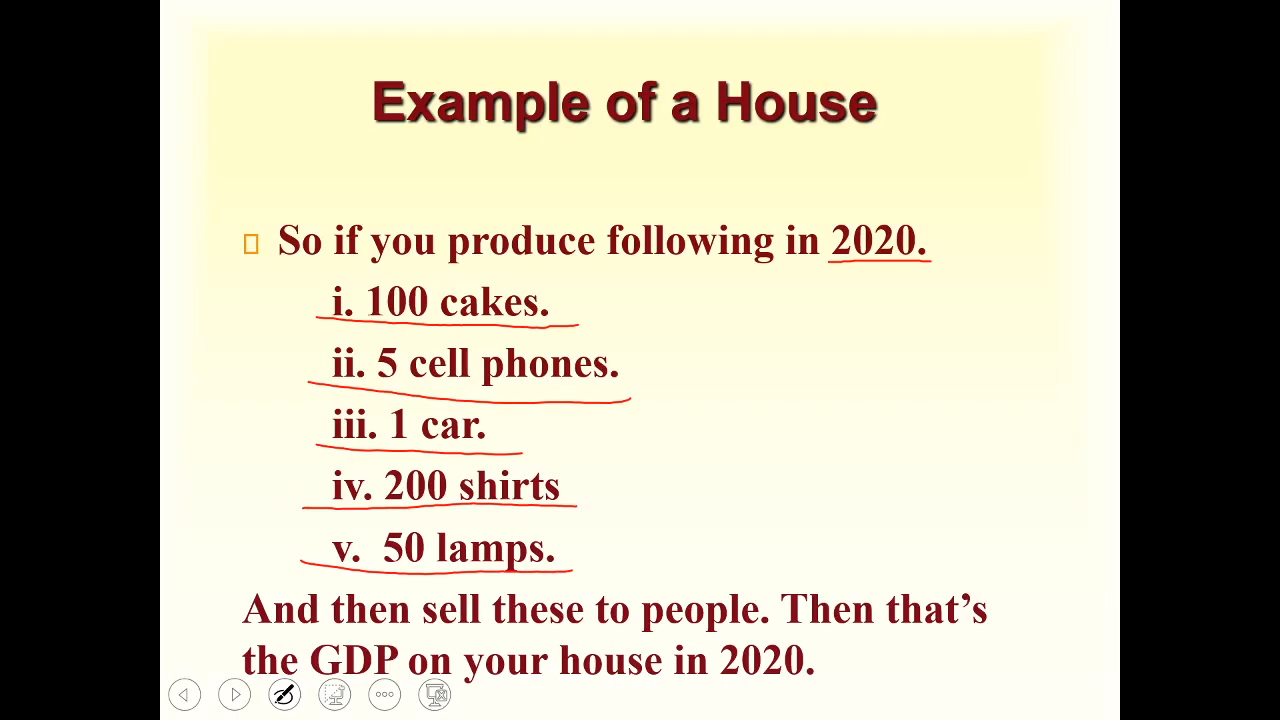 Example of a House
So if you produce following in 2020.
i. 100 cakes.
ii. 5 cell phones.
iii. 1 car.
iv. 200 shirts
v. 50 lamps.
And then sell these to people. Then that’s
the GDP on your house in 2020.